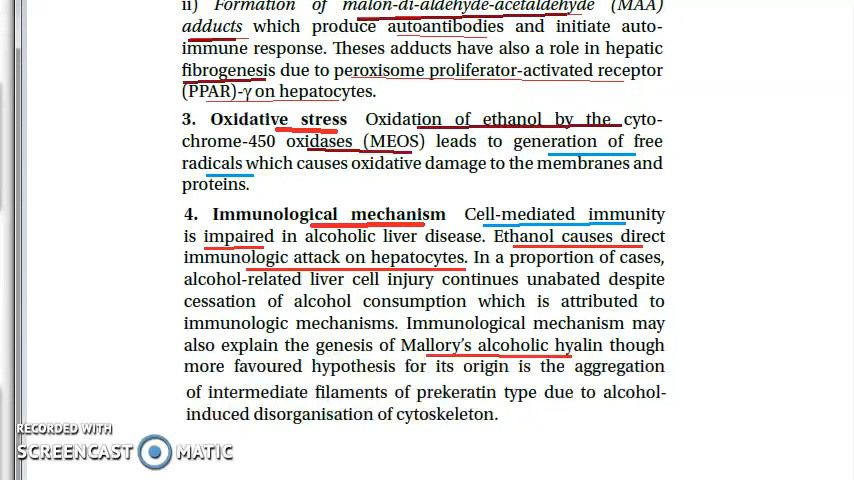 ii) Formation of malon-di-aldehyde-acetaldehyde (MAA)
adducts which produce autoantibodies and initiate auto-
immune response. Theses adducts have also a role in hepatic
fibrogenesis due to peroxisome proliferator-activated receptor
(PPAR)-γ on hepatocytes.
3. Oxidative stress Oxidation of ethanol by the cyto-
chrome-450 oxidases (MEOS) leads to generation of free
radicals which causes oxidative damage to the membranes and
proteins.
4. Immunological mechanism Cell-mediated immunity
is impaired in alcoholic liver disease. Ethanol causes direct
immunologic attack on hepatocytes. In a proportion of cases,
alcohol-related liver cell injury continues unabated despite
cessation of alcohol consumption which is attributed to
immunologic mechanisms. Immunological mechanism may
also explain the genesis of Mallory's alcoholic hyalin though
more favoured hypothesis for its origin is the aggregation
of intermediate filaments of prekeratin type due to alcohol-
induced disorganisation of cytoskeleton.
RECORDED WITH
SCREENCAST MATIC